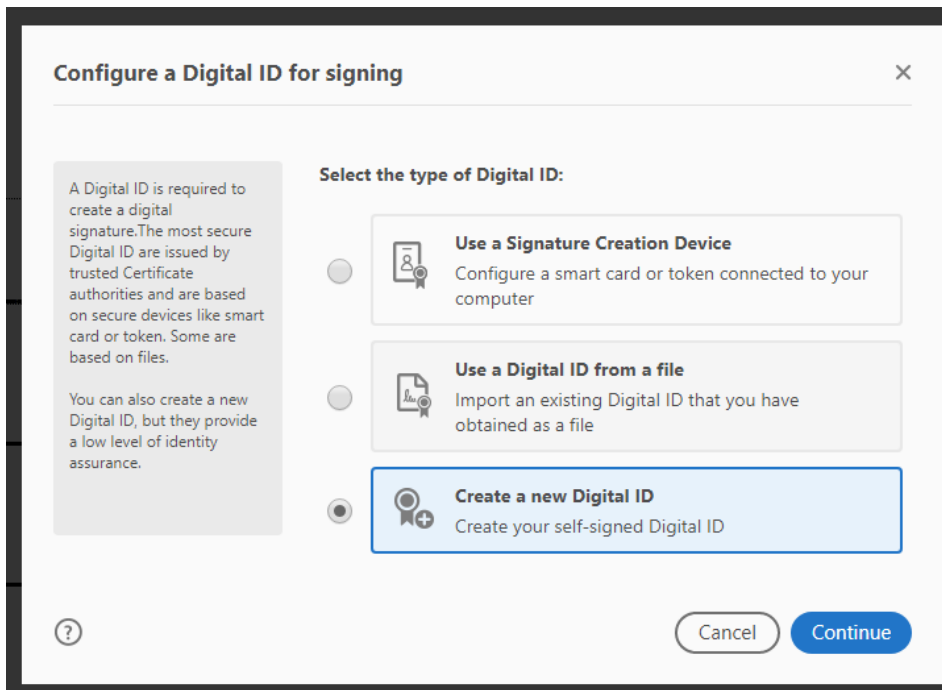 Configure a Digital ID for signing
A Digital ID is required to
create a digital
signature.The most secure
Digital ID are issued by
trusted Certificate
authorities and are based
on secure devices like smart
card or token. Some are
based on files.
You can also create a new
Digital ID, but they provide
a low level of identity
assurance.
Select the type of Digital ID:
Use a Signature Creation Device
Configure a smart card or token connected to your
computer
Use a Digital ID from a file
Import an existing Digital ID that you have
obtained as a file
Create a new Digital ID
Create your self-signed Digital ID
?
Cancel
Continue